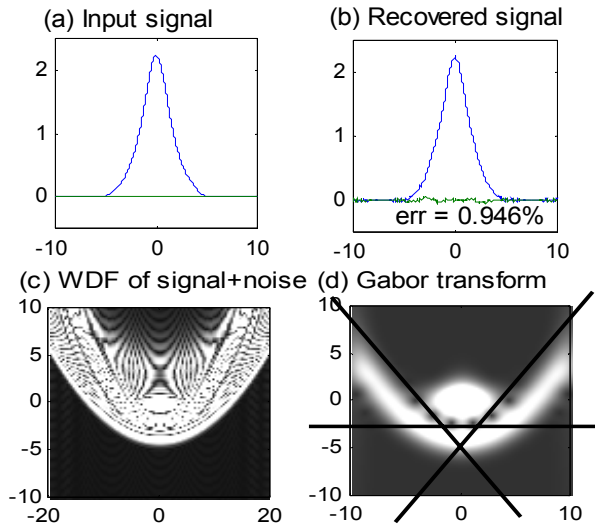 (a) Input signal
(b) Recovered signal
2
1
0
-10 0 10
2
1
0
err = 0.946%
-10 0 10
(c) WDF of signal+noise
(d) Gabor transform
10
5
0
-5
-10
-20 0 20
10
5
0
-5
-10
-10 0 10